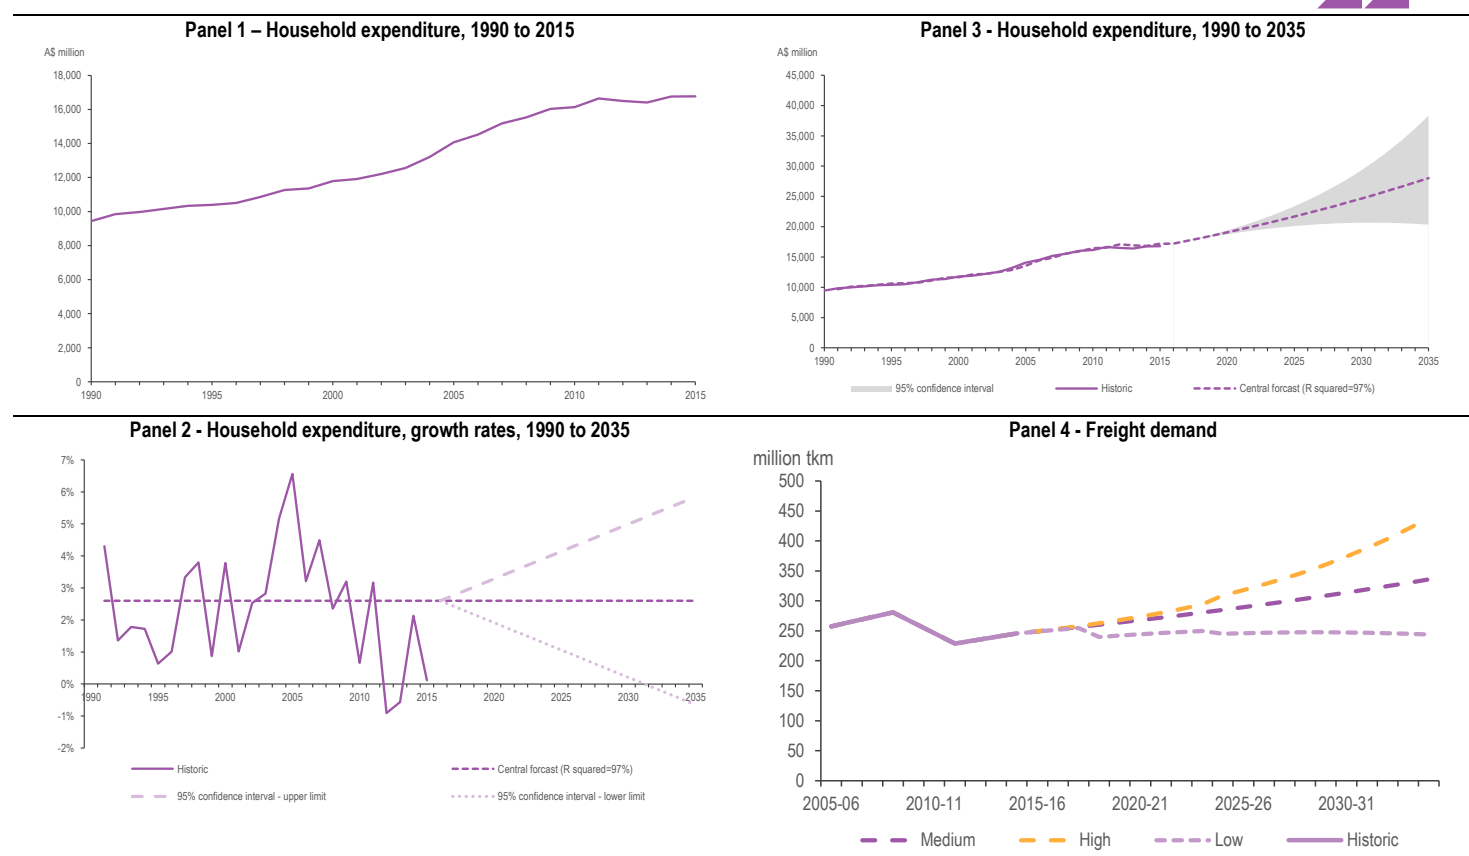 Panel 1 – Household expenditure, 1990 to 2015
A$ million
18,000
16,000
14,000
12,000
10,000
8,000
6,000
4,000
2,000
0
1990 1995 2000 2005 2010 2015
Panel 3 - Household expenditure, 1990 to 2035
A$ million
45,000
40,000
35,000
30,000
25,000
20,000
15,000
10,000
5,000
0
1990 1995 2000 2005 2010 2015 2020 2025 2030 2035
95% confidence interval Historic Central forcast (R squared=97%)
Panel 2 - Household expenditure, growth rates, 1990 to 2035
7%
6%
5%
4%
3%
2%
1%
0%
1990 1995 2000 2005 2010 2015 2020 2025 2030 2035
-1%
-2%
Historic Central forcast (R squared=97%)
95% confidence interval - upper limit 95% confidence interval - lower limit
Panel 4 - Freight demand
million tkm
500
450
400
350
300
250
200
150
100
50
0
2005-06 2010-11 2015-16 2020-21 2025-26 2030-31
Medium High Low Historic